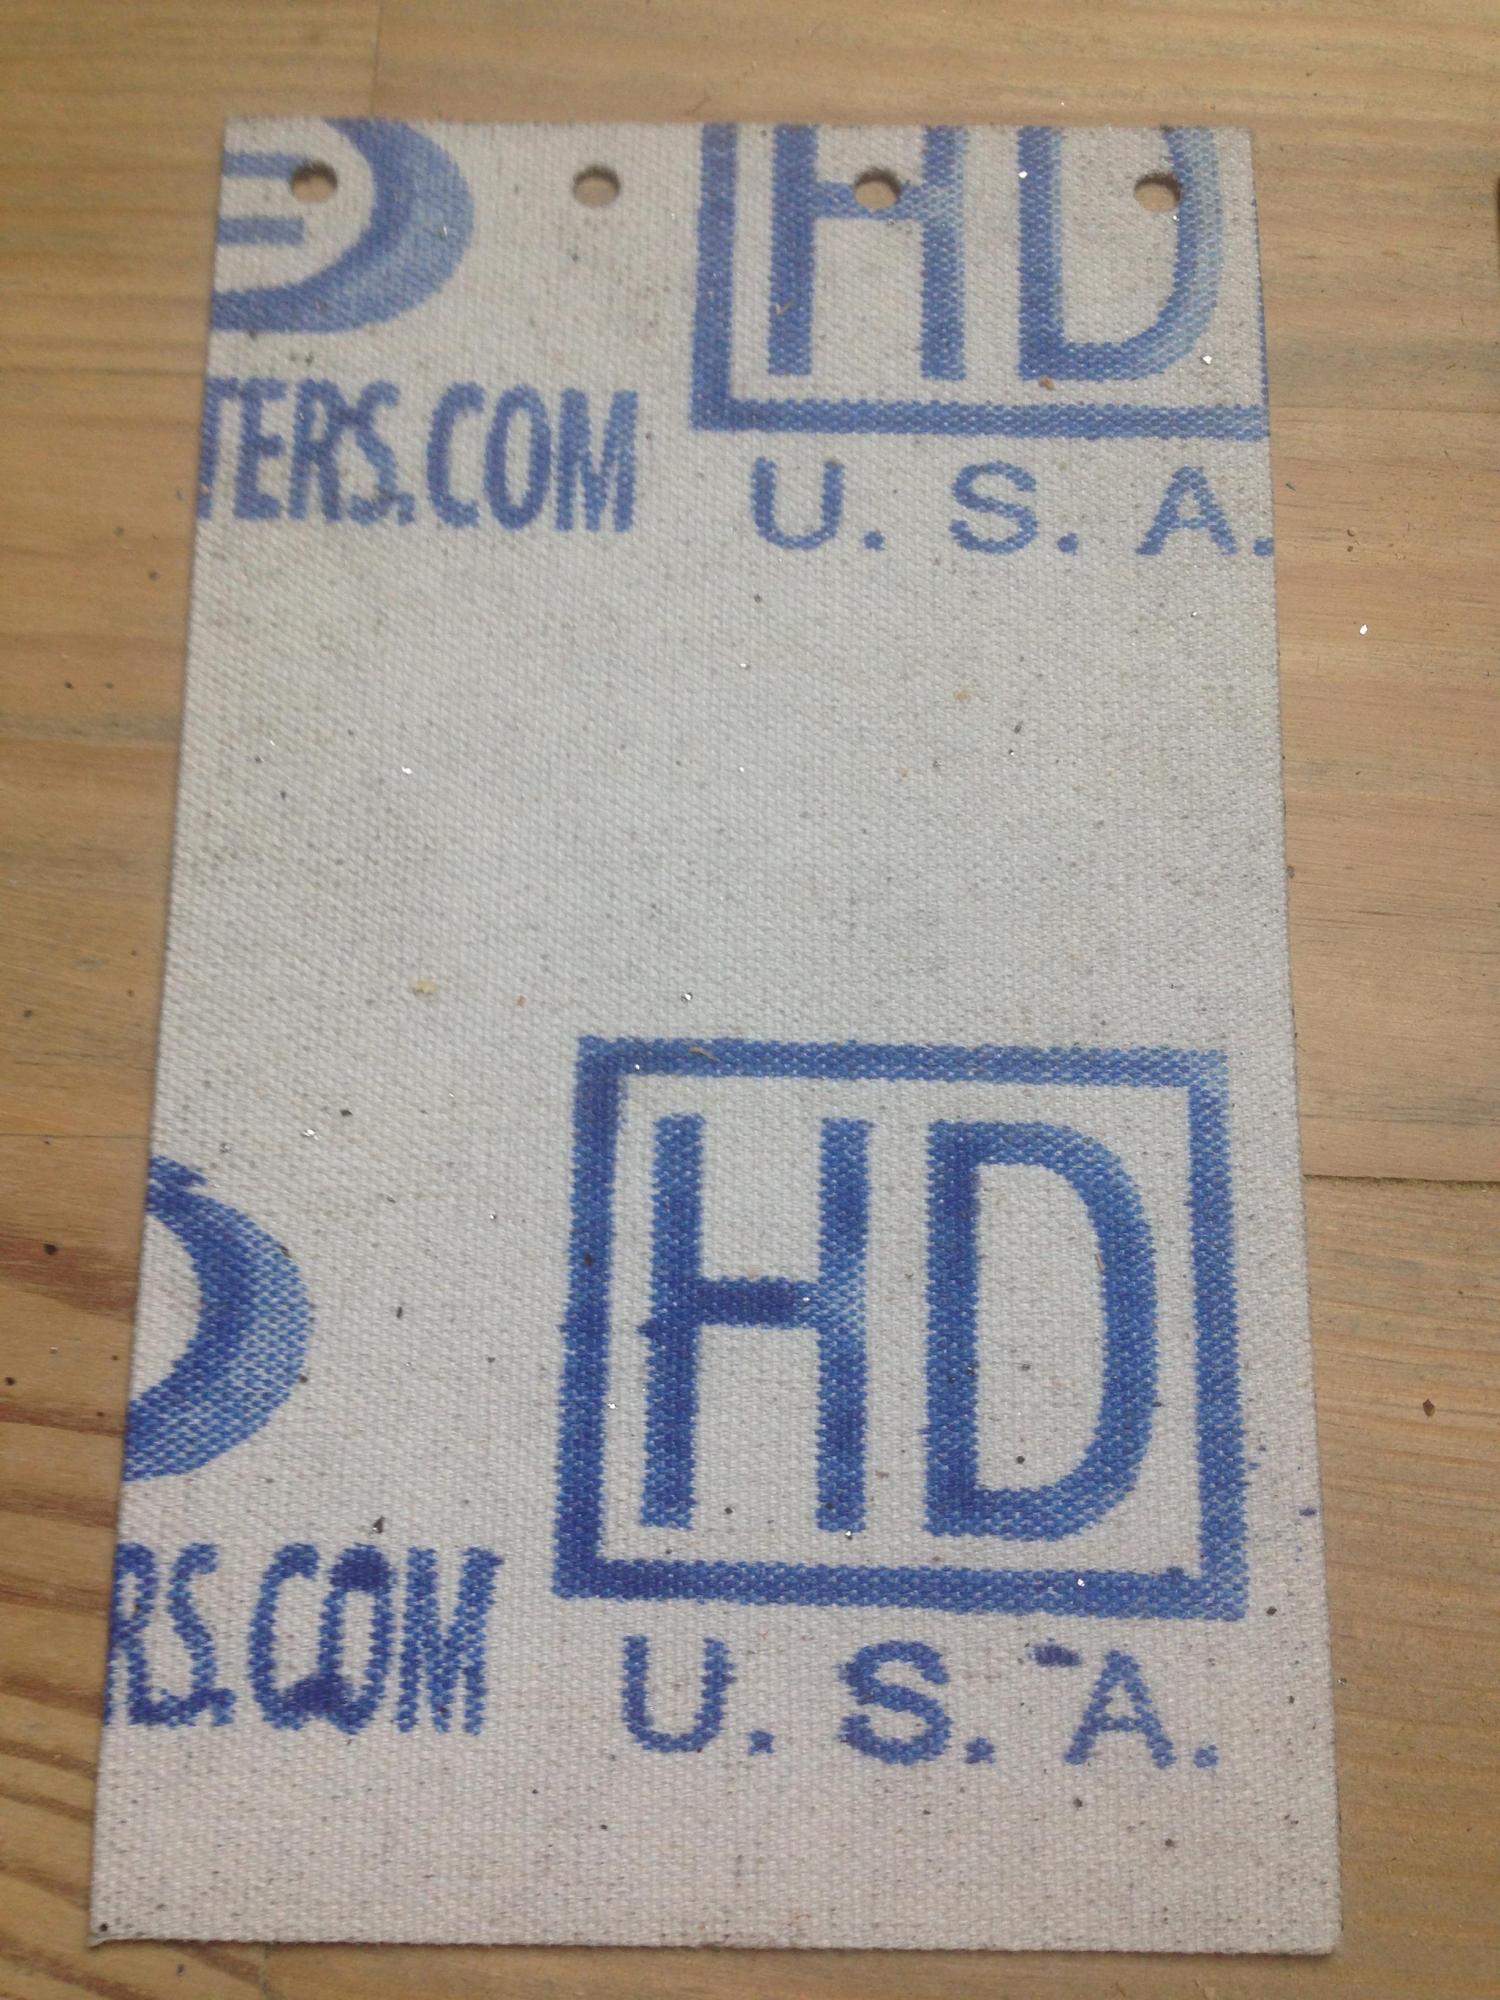 E HD
TERS.COM U. S. A.
HD
RS.COM U. S. A.